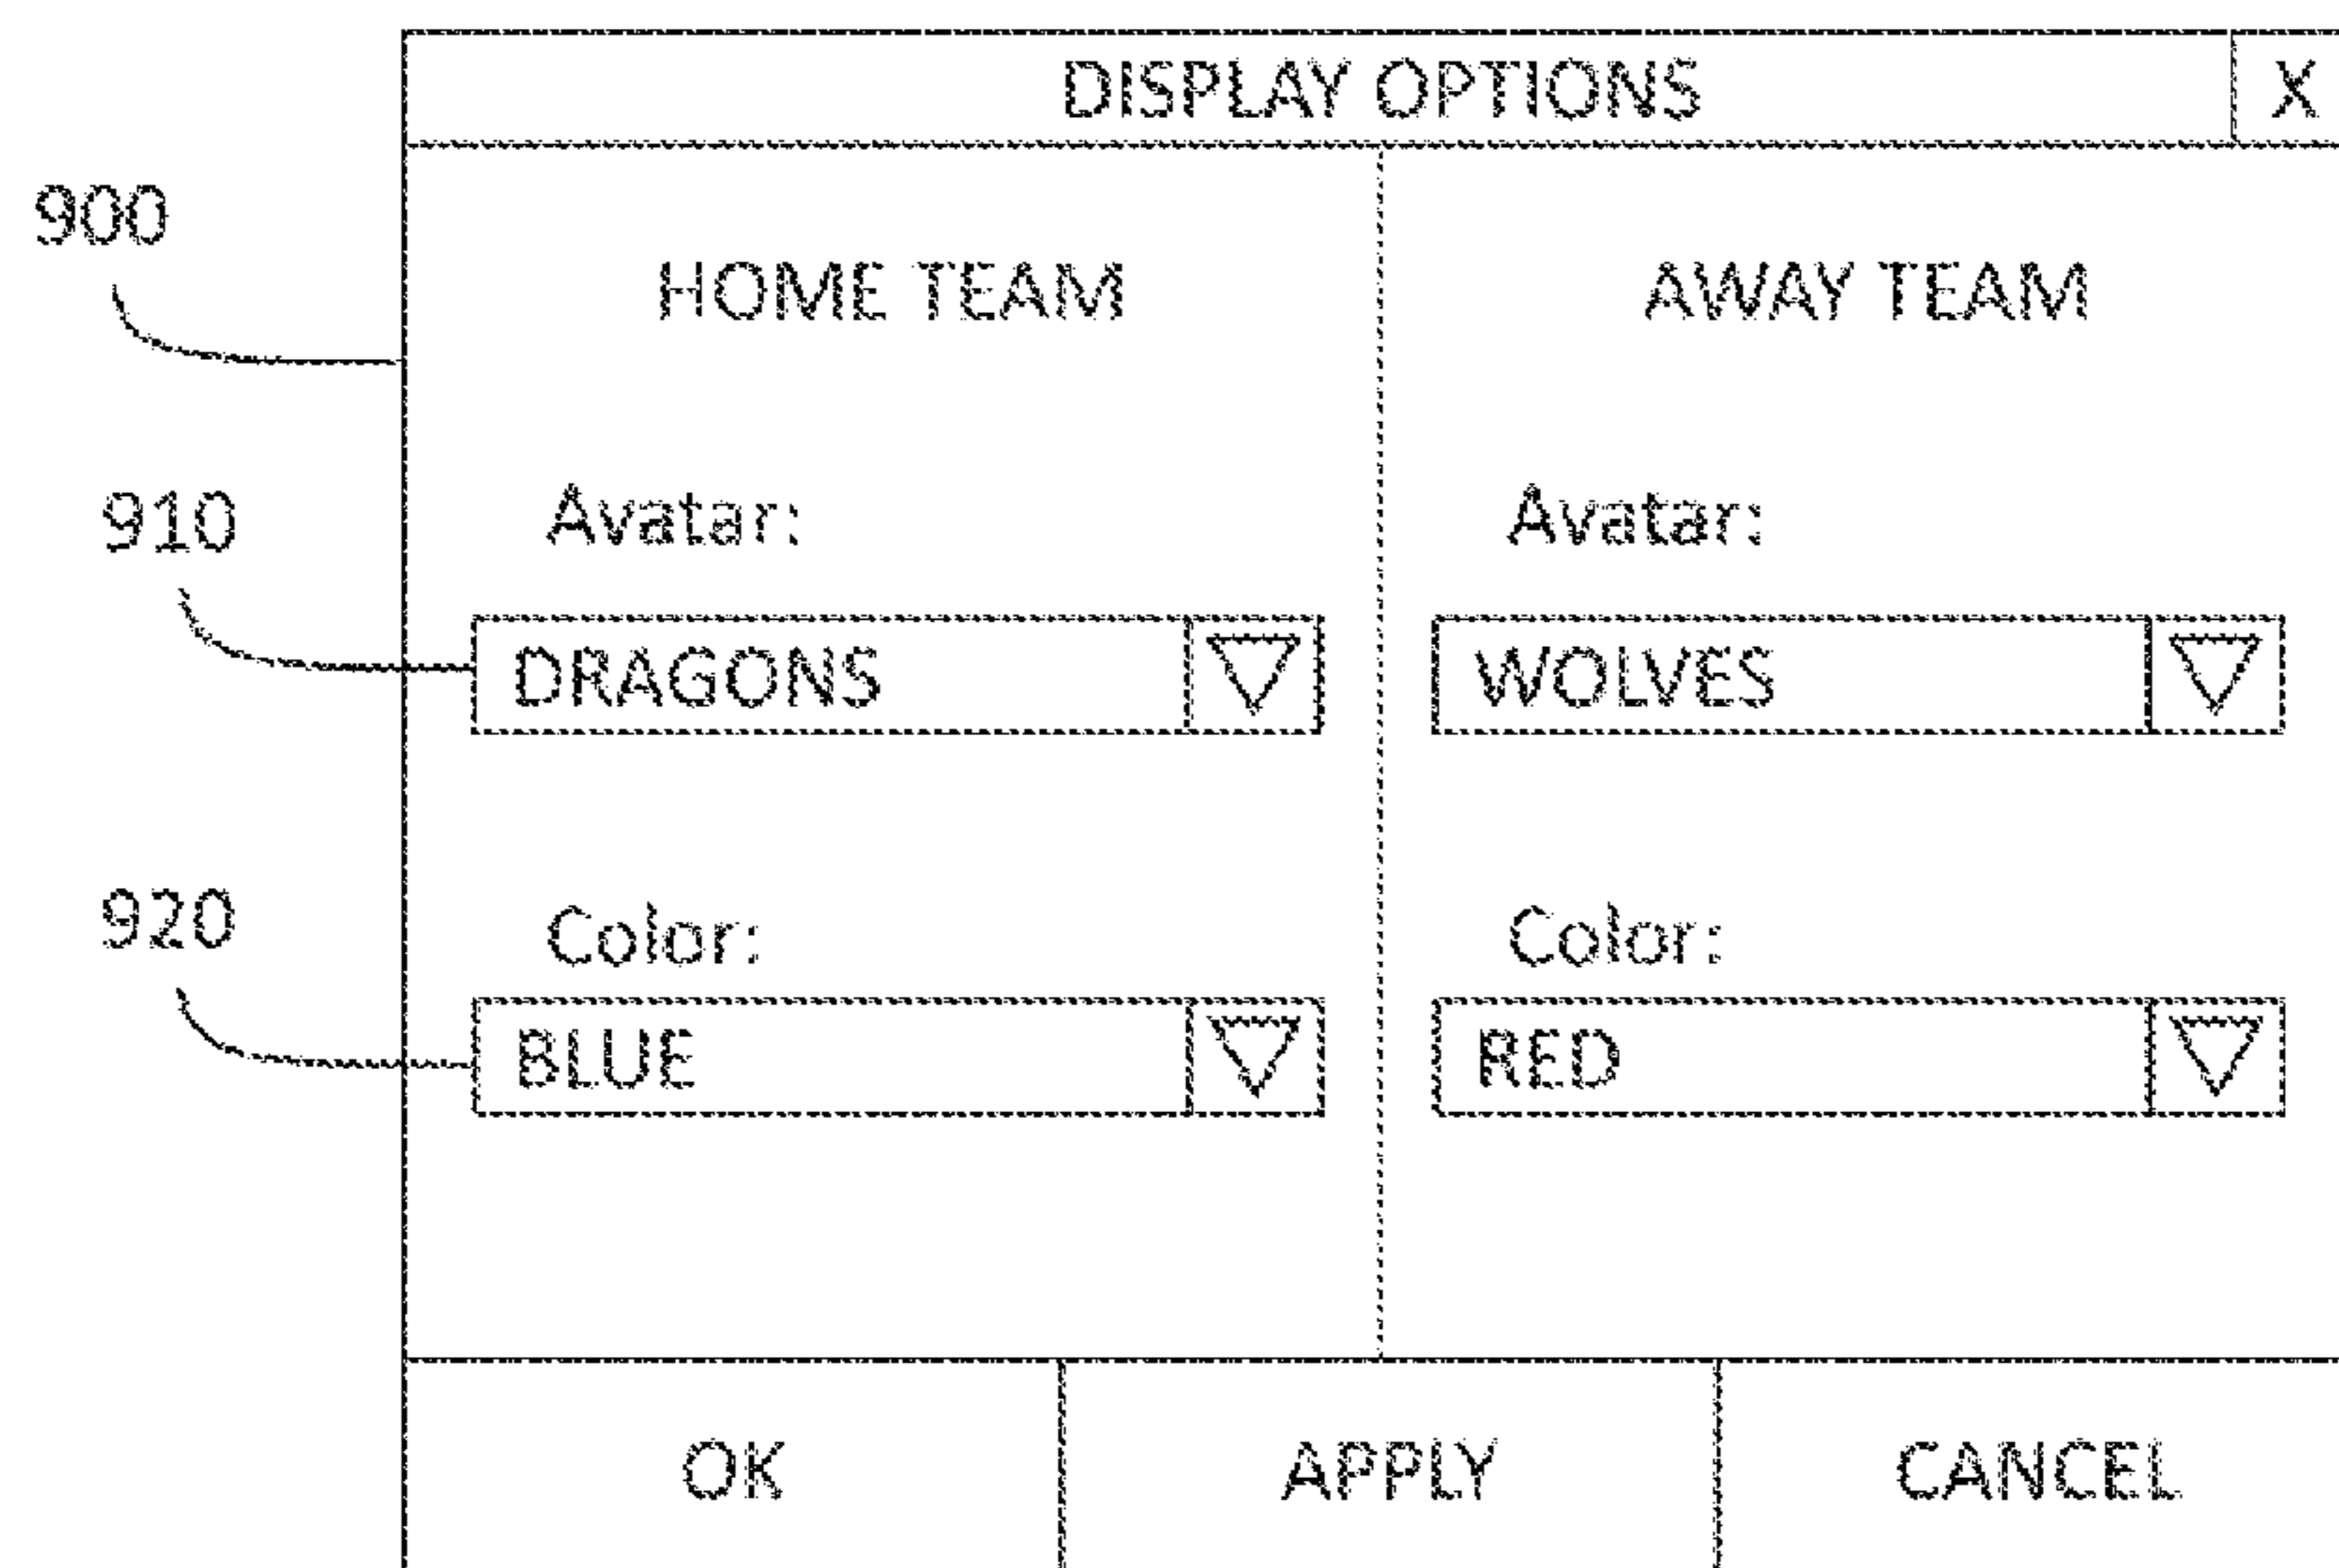 DISPLAY OPTIONS X
900
HOME TEAM AWAY TEAM
910
Avatar: Avatar:
DRAGONS WOLVES
920
Color: Color:
BLUE RED
OK APPLY CANCEL